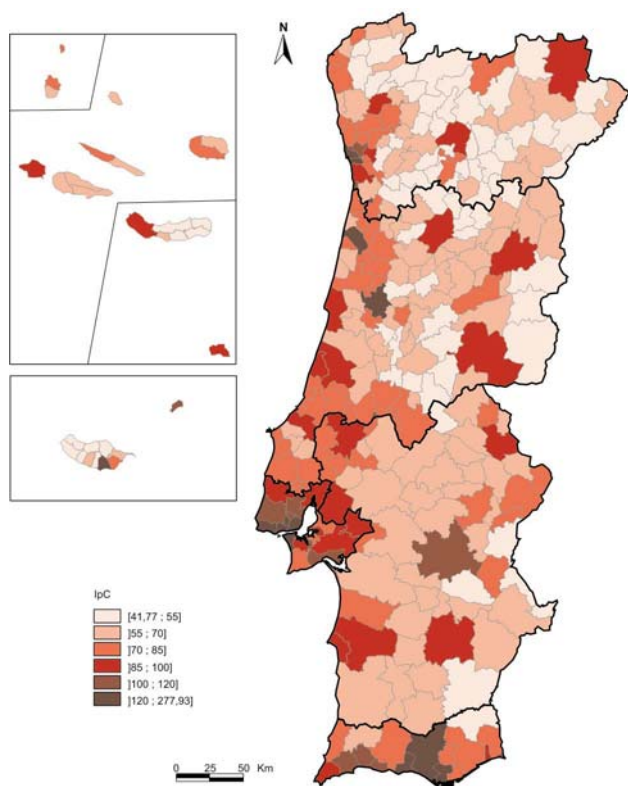 N
IpC
]41,77 ; 55]
]55 ; 70]
]70 ; 85]
]85 ; 100]
]100 ; 120]
]120 ; 277,93]
0 25 50 Km